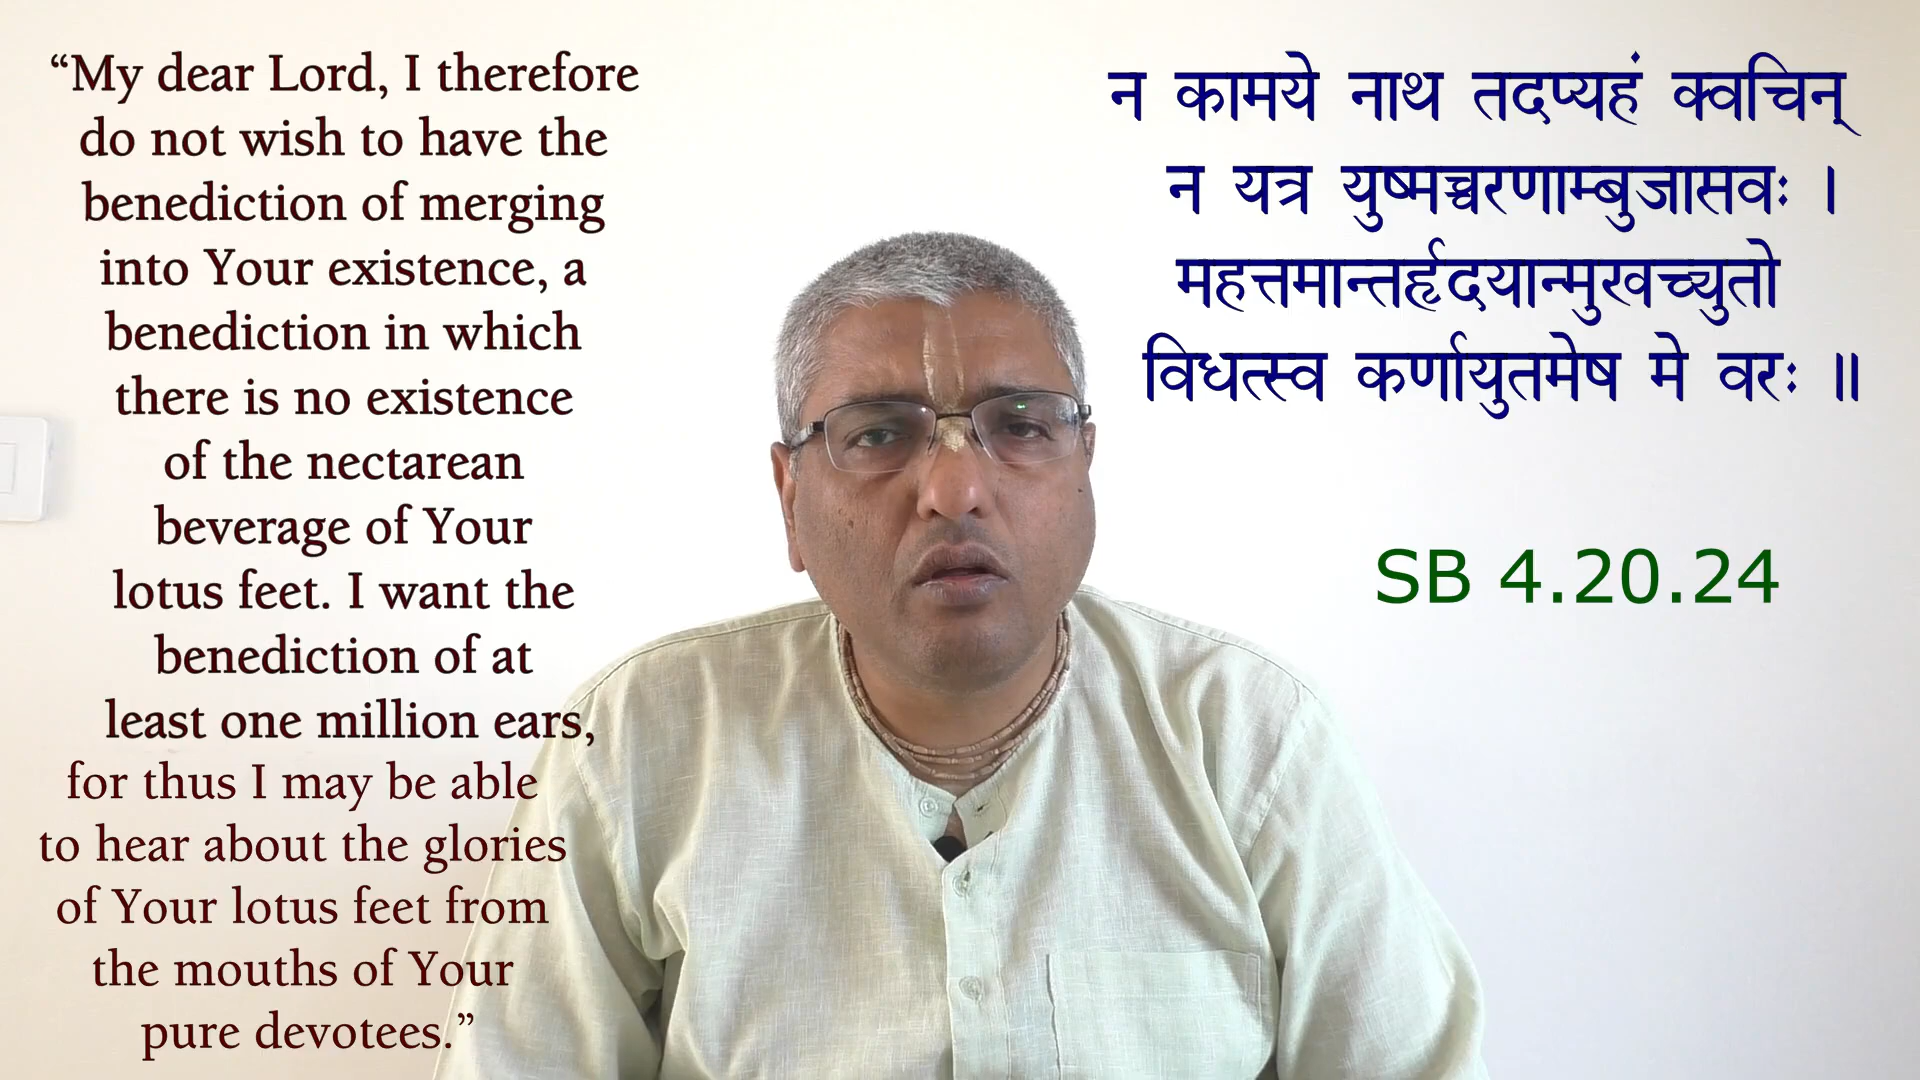 “My dear Lord, I therefore
do not wish to have the
benediction of merging
into Your existence, a
benediction in which
there is no existence
of the nectarean
beverage of Your
lotus feet. I want the
benediction of at
least one million ears,
for thus I may be able
to hear about the glories
of Your lotus feet from
the mouths of Your
pure devotees.”
न कामये नाथ तदप्यहं क्वचिन्
न यत्र युष्मच्चरणाम्बुजासवः ।
महत्तमान्तर्हृदयान्मुखच्च्युतो
विधत्स्व कर्णायुतमेष मे वरः ॥
SB 4.20.24